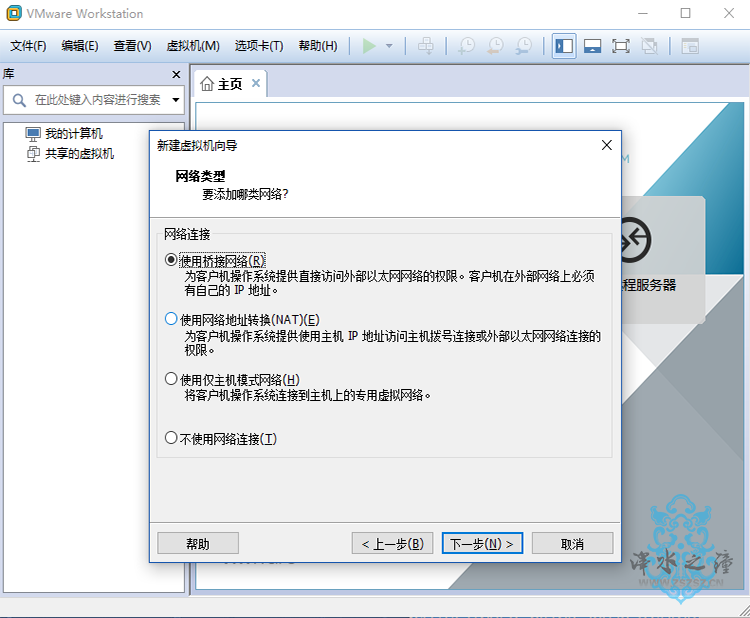 VMware Workstation
文件(F) 编辑(E) 查看(V) 虚拟机(M) 选项卡(T) 帮助(H)
库
主页
在此处键入内容进行搜索
我的计算机
共享的虚拟机
新建虚拟机向导
网络类型
要添加哪类网络?
网络连接
使用桥接网络(R)
为客户机操作系统提供直接访问外部以太网网络的权限。客户机在外部网络上必须
有自己的 IP 地址。
使用网络地址转换(NAT)(E)
为客户机操作系统提供使用主机 IP 地址访问主机拨号连接或外部以太网网络连接的
权限。
使用仅主机模式网络(H)
将客户机操作系统连接到主机上的专用虚拟网络。
不使用网络连接(T)
帮助
< 上一步(B)
下一步(N) >
取消
M
程服务器
泽水之潼